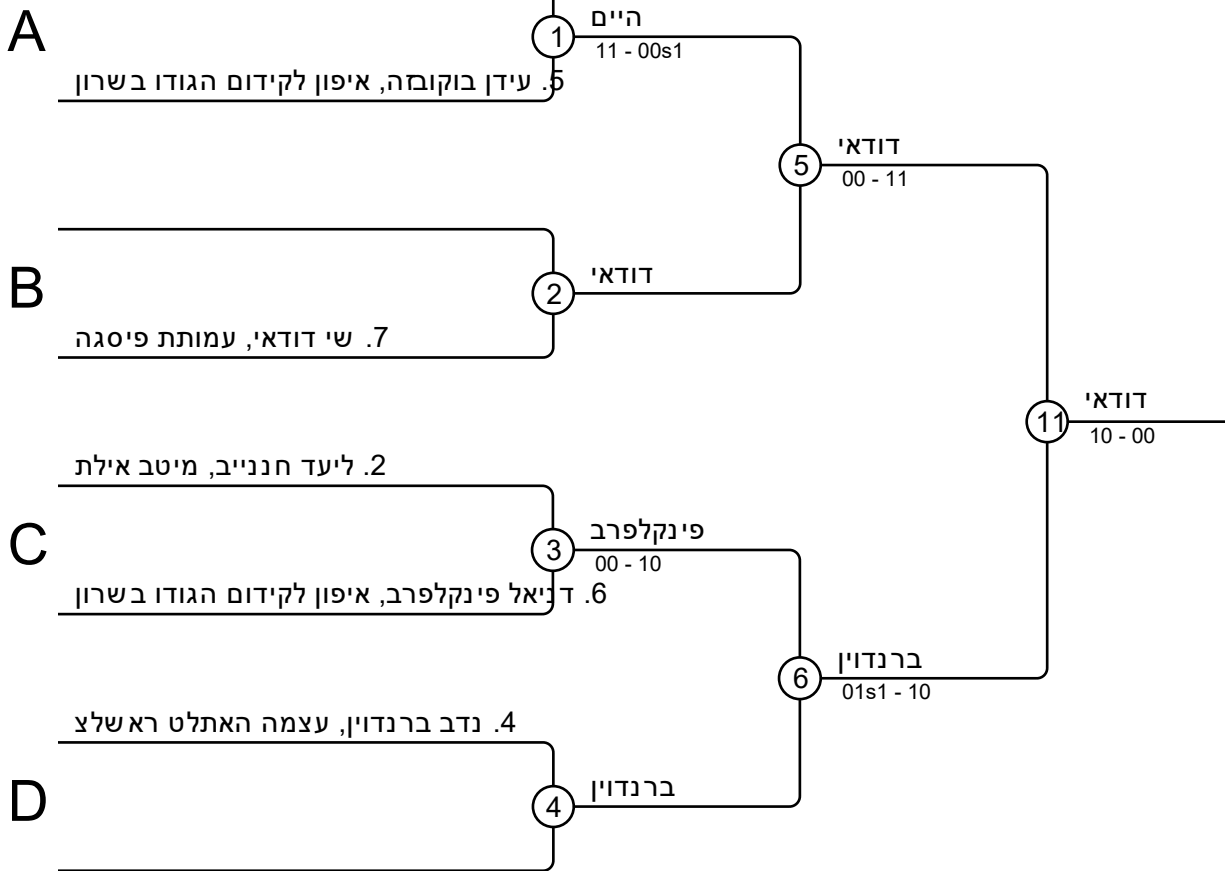 A
1
היים
11 - 00s1
5. עידן בוקובזה, איפון לקידום הגודו בשרון
5
דודאי
00 - 11
B
2
דודאי
7. שי דודאי, עמותת פיסגה
11
דודאי
10 - 00
2. ליעד חננייב, מיטב אילת
C
3
פינקלפרב
00 - 10
6. דניאל פינקלפרב, איפון לקידום הגודו בשרון
6
ברנדוין
01s1 - 10
4. נדב ברנדוין, עצמה האתלט ראשלצ
D
4
ברנדוין